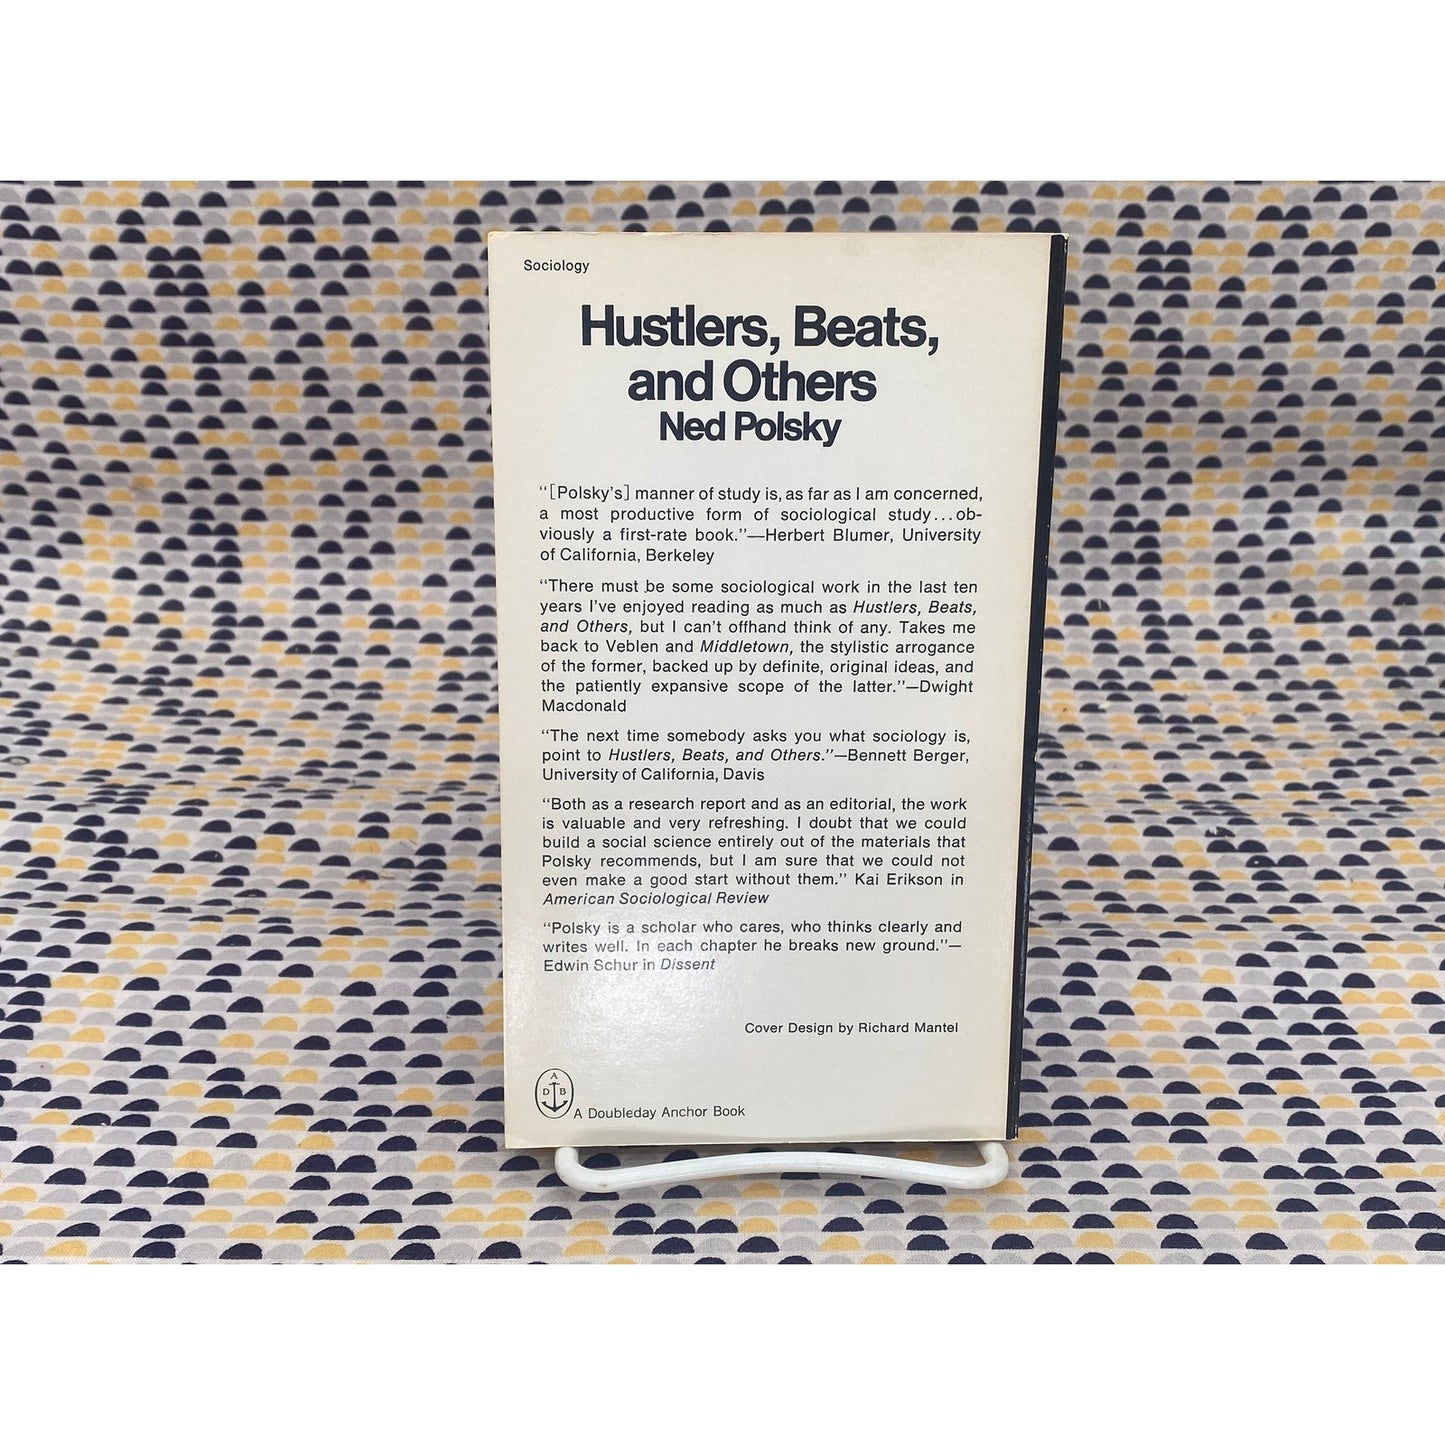 Sociology
Hustlers, Beats,
and Others
Ned Polsky
“[Polsky’s] manner of study is, as far as I am concerned,
a most productive form of sociological study...ob-
viously a first-rate book.”—Herbert Blumer, University
of California, Berkeley
“There must be some sociological work in the last ten
years I’ve enjoyed reading as much as Hustlers, Beats,
and Others, but I can’t offhand think of any. Takes me
back to Veblen and Middletown, the stylistic arrogance
of the former, backed up by definite, original ideas, and
the patiently expansive scope of the latter.”—Dwight
Macdonald
“The next time somebody asks you what sociology is,
point to Hustlers, Beats, and Others.”—Bennett Berger,
University of California, Davis
“Both as a research report and as an editorial, the work
is valuable and very refreshing. I doubt that we could
build a social science entirely out of the materials that
Polsky recommends, but I am sure that we could not
even make a good start without them.” Kai Erikson in
American Sociological Review
“Polsky is a scholar who cares, who thinks clearly and
writes well. In each chapter he breaks new ground.”—
Edwin Schur in Dissent
Cover Design by Richard Mantel
A
D B
A Doubleday Anchor Book